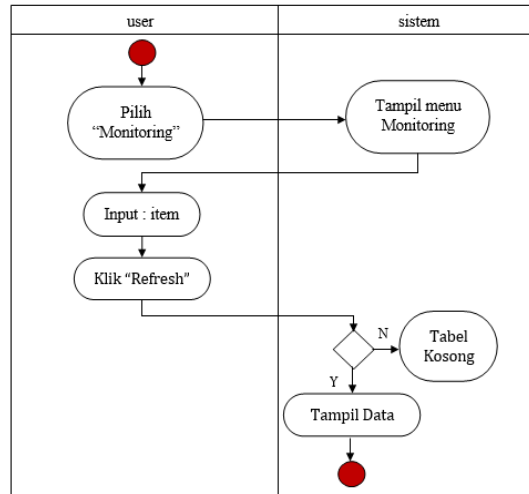 user
sistem
Pilih
“Monitoring”
Tampil menu
Monitoring
Input : item
Klik “Refresh”
N
Tabel
Kosong
Y
Tampil Data